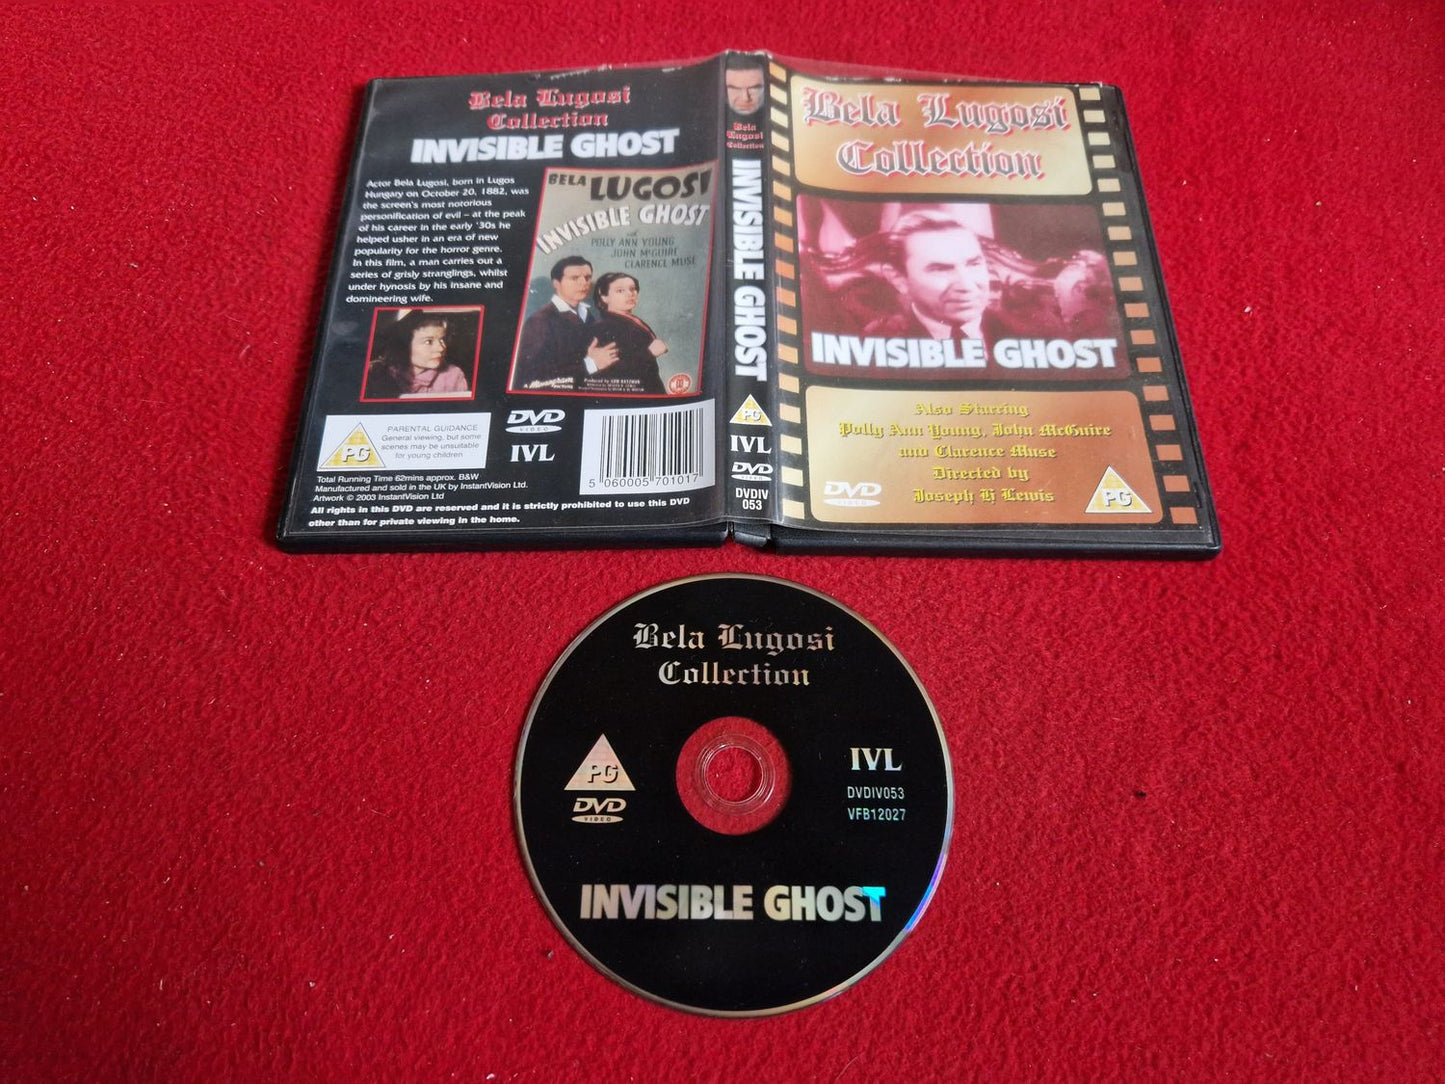 Bela Lugosi
Collection
INVISIBLE GHOST
Actor Bela Lugosi, born in Lugos
Hungary on October 20, 1882, was
the screen's most notorious
personification of evil – at the peak
of his career in the early '30s he
helped usher in an era of new
popularity for the horror genre.
In this film, a man carries out a
series of grisly stranglings, whilst
under hynosis by his insane and
domineering wife.
BELA LUGOSI
INVISIBLE GHOST
with
POLLY ANN YOUNG
JOHN McGUIRE
CLARENCE MUSE
A Monogram
PICTURE
Produced by SAM KATZMAN
PG
PARENTAL GUIDANCE
General viewing, but some
scenes may be unsuitable
for young children
DVD
VIDEO
IVL
5 060005 701017
Total Running Time 62mins approx. B&W
Manufactured and sold in the UK by InstantVision Ltd.
Artwork © 2003 InstantVision Ltd
All rights in this DVD are reserved and it is strictly prohibited to use this DVD
other than for private viewing in the home.
Bela
Lugosi
Collection
INVISIBLE GHOST
PG
IVL
DVD
VIDEO
DVDIV
053
Bela Lugosi
Collection
INVISIBLE GHOST
Also Starring
Polly Ann Young, John McGuire
and Clarence Muse
Directed by
Joseph H Lewis
DVD
VIDEO
PG
Bela Lugosi
Collection
PG
DVD
VIDEO
IVL
DVDIV053
VFB12027
INVISIBLE GHOST